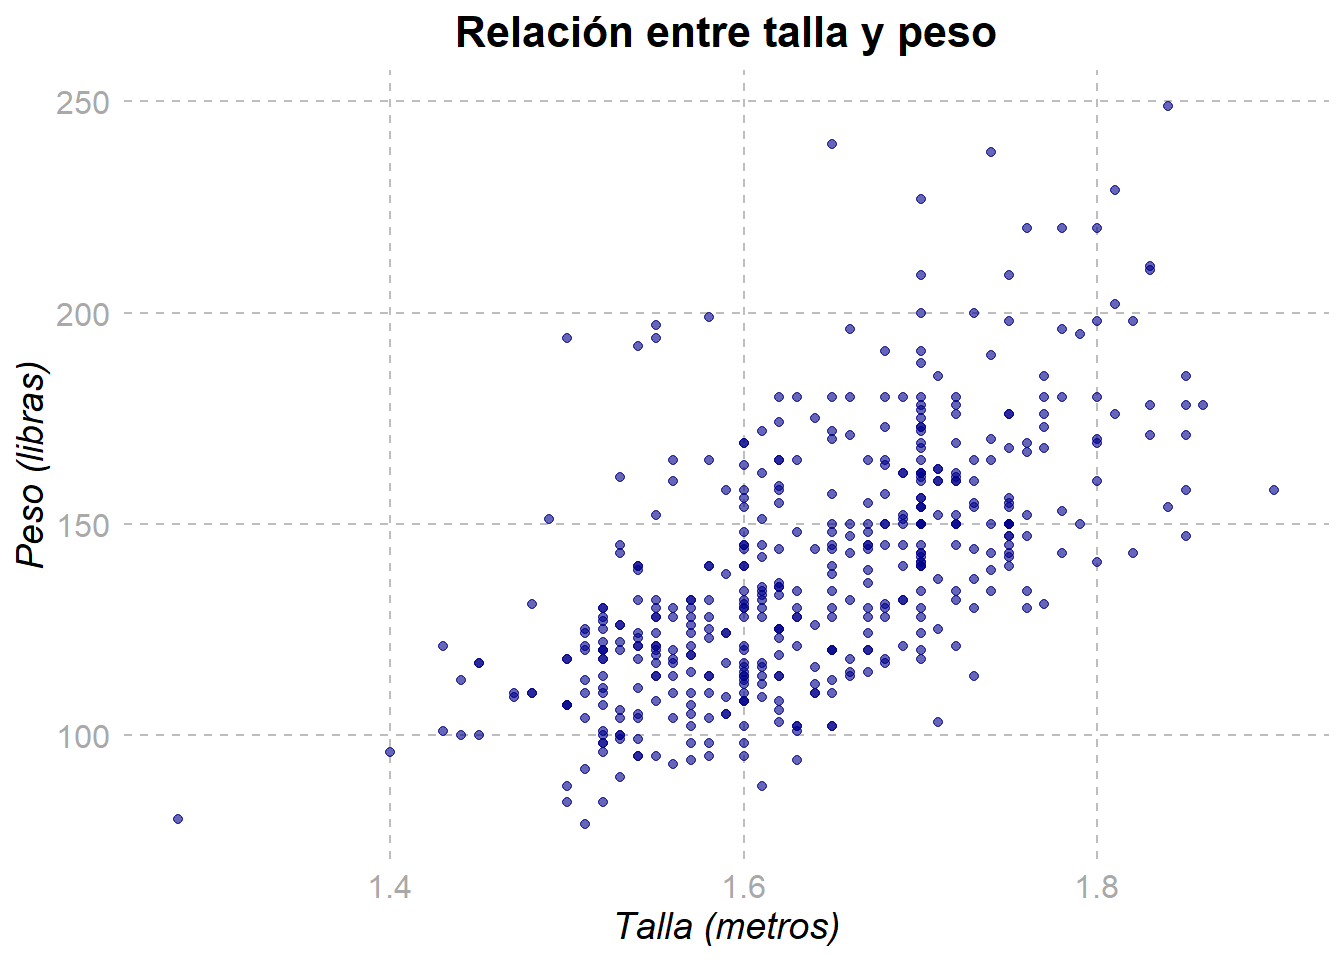 Relación entre talla y peso
250
200
150
100
Peso (libras)
1.4 1.6 1.8
Talla (metros)